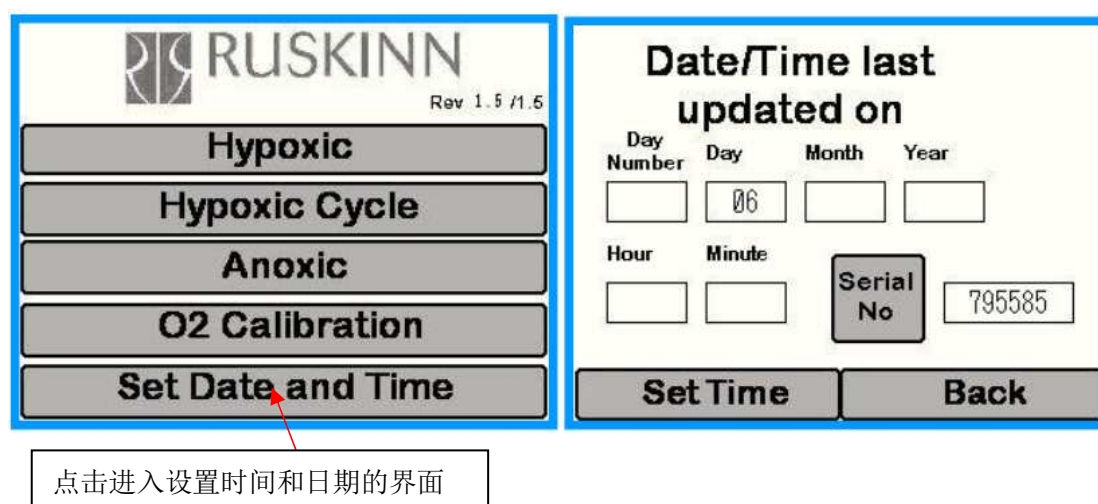 RUSKINN
Rev 1.5 /1.5
Hypoxic
Hypoxic Cycle
Anoxic
O2 Calibration
Set Date and Time
点击进入设置时间和日期的界面
Date/Time last
updated on
Day
Number
Day
Month
Year
06
Hour
Minute
Serial
No
795585
Set Time
Back